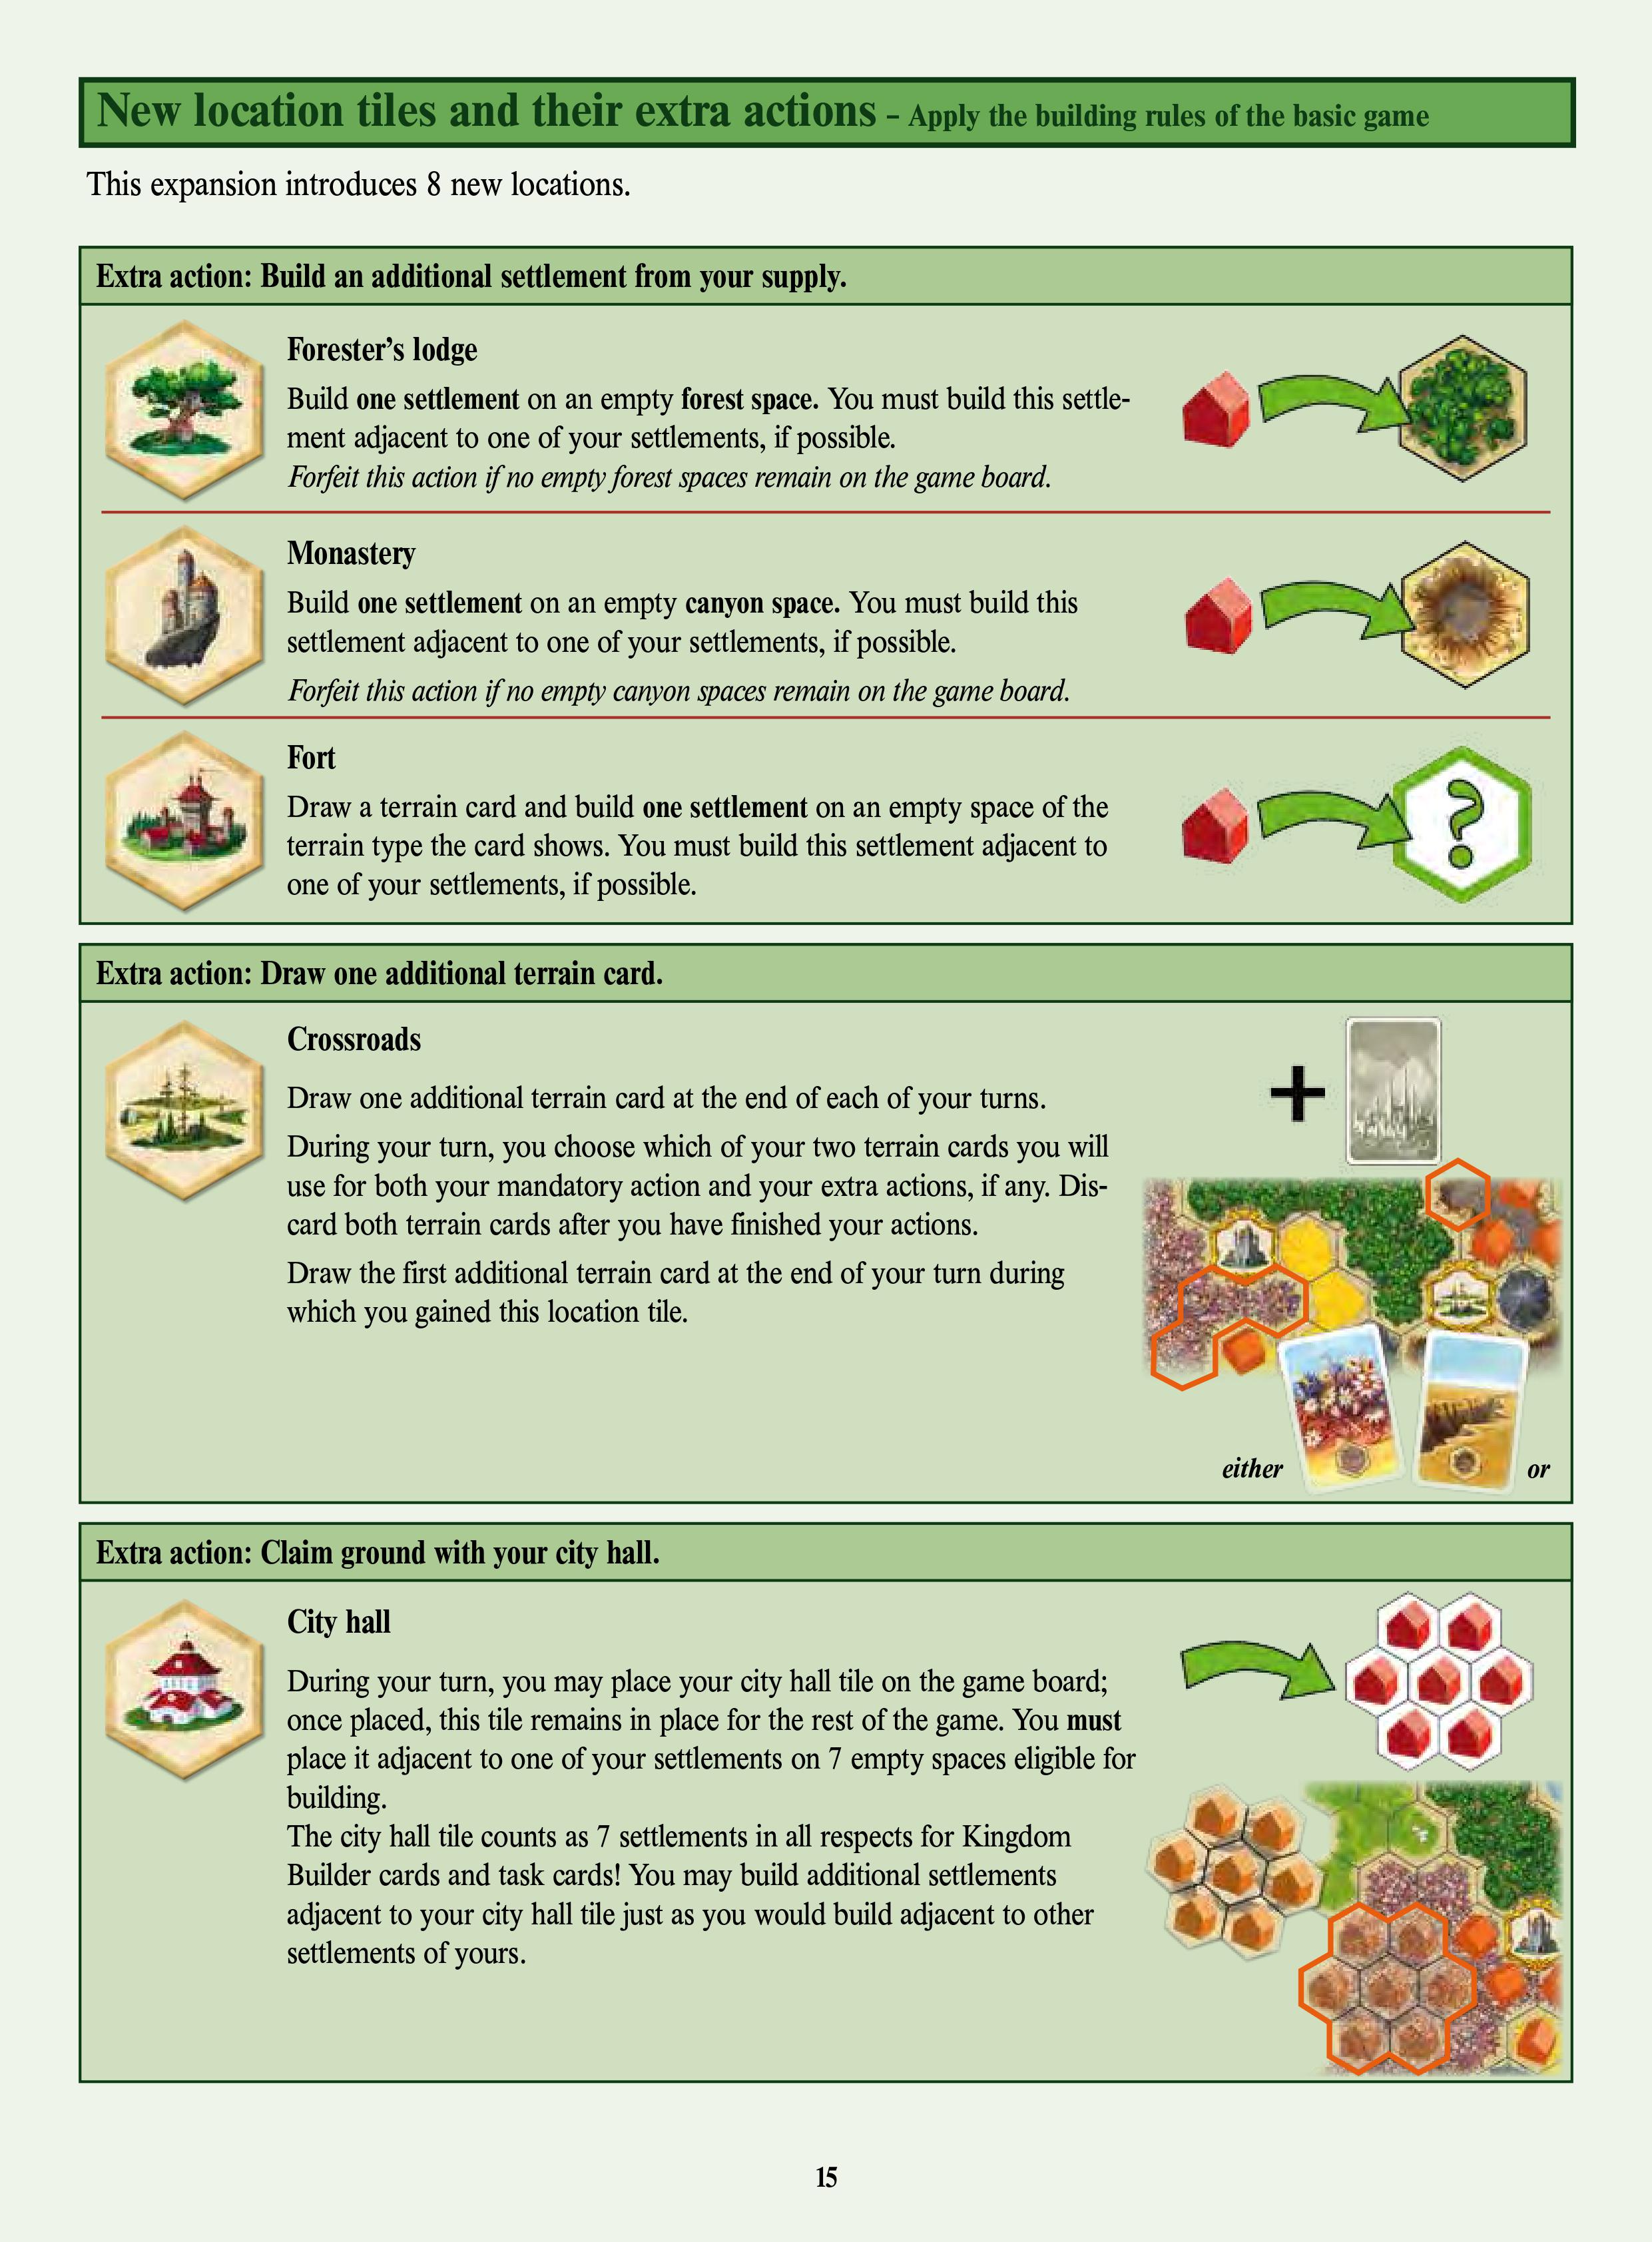 New location tiles and their extra actions – Apply the building rules of the basic game
This expansion introduces 8 new locations.
Extra action: Build an additional settlement from your supply.
Forester’s lodge
Build one settlement on an empty forest space. You must build this settle-
ment adjacent to one of your settlements, if possible.
Forfeit this action if no empty forest spaces remain on the game board.
Monastery
Build one settlement on an empty canyon space. You must build this
settlement adjacent to one of your settlements, if possible.
Forfeit this action if no empty canyon spaces remain on the game board.
Fort
Draw a terrain card and build one settlement on an empty space of the
terrain type the card shows. You must build this settlement adjacent to
one of your settlements, if possible.
?
Extra action: Draw one additional terrain card.
Crossroads
Draw one additional terrain card at the end of each of your turns.
During your turn, you choose which of your two terrain cards you will
use for both your mandatory action and your extra actions, if any. Dis-
card both terrain cards after you have finished your actions.
Draw the first additional terrain card at the end of your turn during
which you gained this location tile.
+
either
or
Extra action: Claim ground with your city hall.
City hall
During your turn, you may place your city hall tile on the game board;
once placed, this tile remains in place for the rest of the game. You must
place it adjacent to one of your settlements on 7 empty spaces eligible for
building.
The city hall tile counts as 7 settlements in all respects for Kingdom
Builder cards and task cards! You may build additional settlements
adjacent to your city hall tile just as you would build adjacent to other
settlements of yours.
15